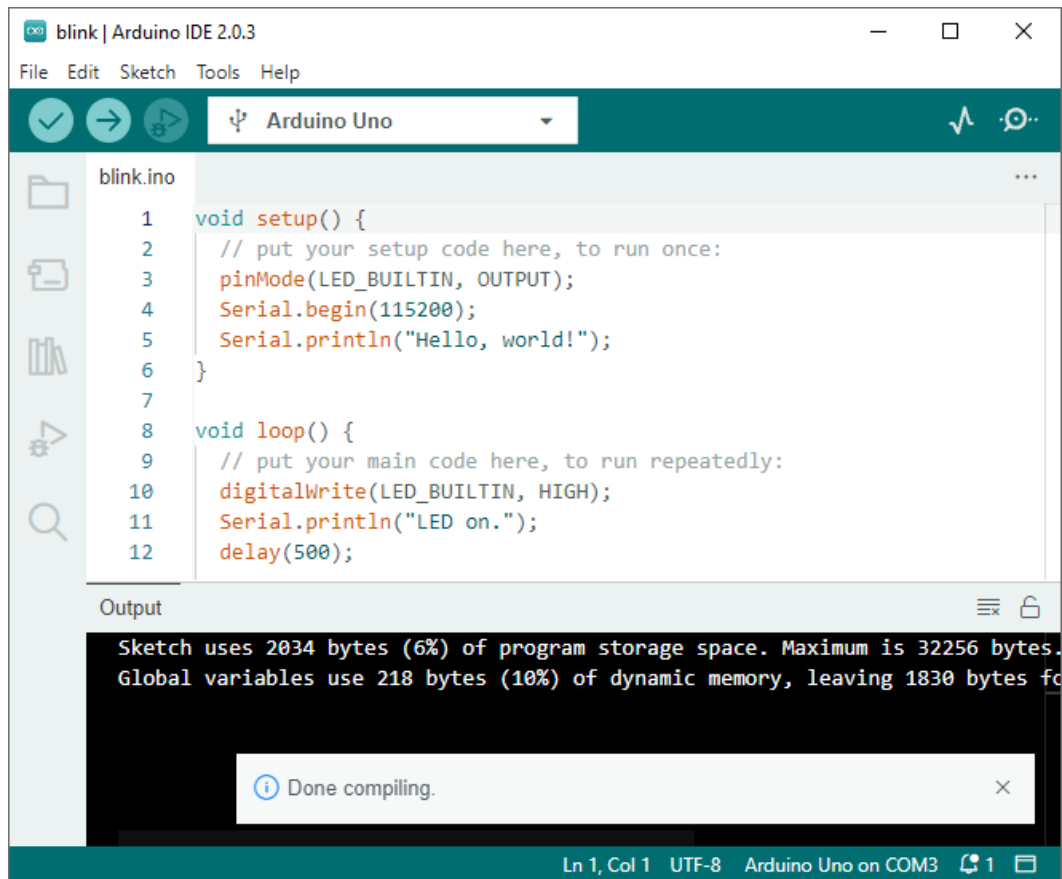 blink | Arduino IDE 2.0.3
File Edit Sketch Tools Help
Arduino Uno
blink.ino
1 void setup() {
2 // put your setup code here, to run once:
3 pinMode(LED_BUILTIN, OUTPUT);
4 Serial.begin(115200);
5 Serial.println("Hello, world!");
6 }
7
8 void loop() {
9 // put your main code here, to run repeatedly:
10 digitalWrite(LED_BUILTIN, HIGH);
11 Serial.println("LED on.");
12 delay(500);
Output
Sketch uses 2034 bytes (6%) of program storage space. Maximum is 32256 bytes.
Global variables use 218 bytes (10%) of dynamic memory, leaving 1830 bytes
Done compiling.
Ln 1, Col 1 UTF-8 Arduino Uno on COM3 1